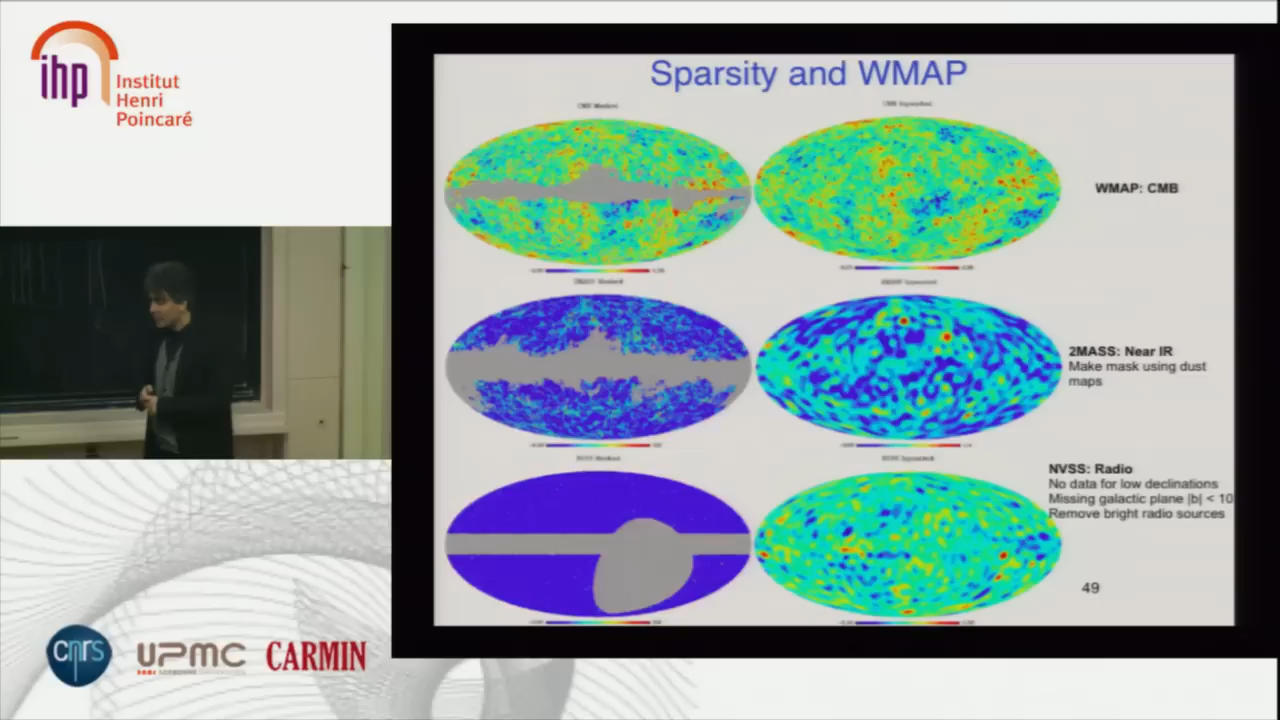 ihp
Institut
Henri
Poincaré
Sparsity and WMAP
WMAP: CMB
2MASS: Near IR
Make mask using dust
maps
NVSS: Radio
No data for low declinations
Missing galactic plane |b| < 10
Remove bright radio sources
49
cnrs
UPMC
CARMIN